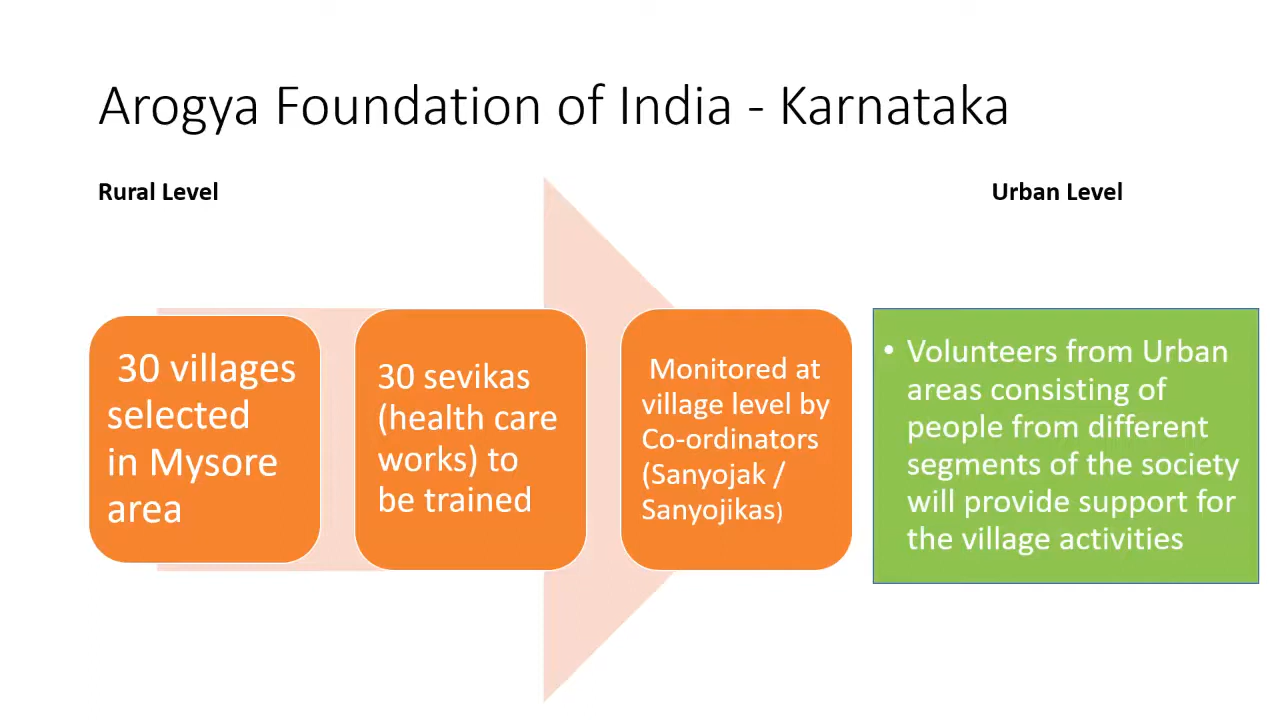 Arogya Foundation of India - Karnataka
Rural Level
Urban Level
30 villages
selected
in Mysore
area
30 sevikas
(health care
works) to
be trained
Monitored at
village level by
Co-ordinators
(Sanyojak /
Sanyojikas)
• Volunteers from Urban
areas consisting of
people from different
segments of the society
will provide support for
the village activities